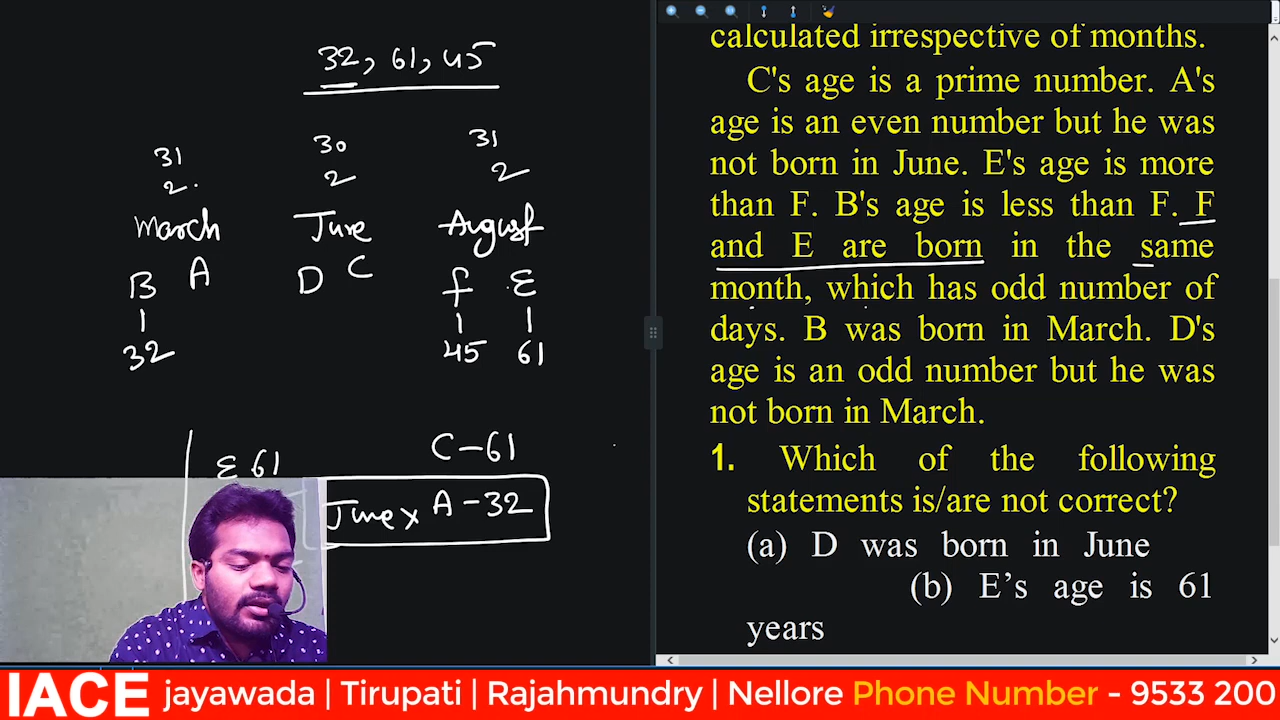 32, 61, 45
31 30 31
2 2 2
March June August
B A D C F E
32 45 61
C-61
E 61
June x A-32
calculated irrespective of months.
C's age is a prime number. A's
age is an even number but he was
not born in June. E's age is more
than F. B's age is less than F. F
and E are born in the same
month, which has odd number of
days. B was born in March. D's
age is an odd number but he was
not born in March.
1. Which of the following
statements is/are not correct?
(a) D was born in June
(b) E's age is 61
years
IACE jayawada | Tirupati | Rajahmundry | Nellore Phone Number - 9533 200